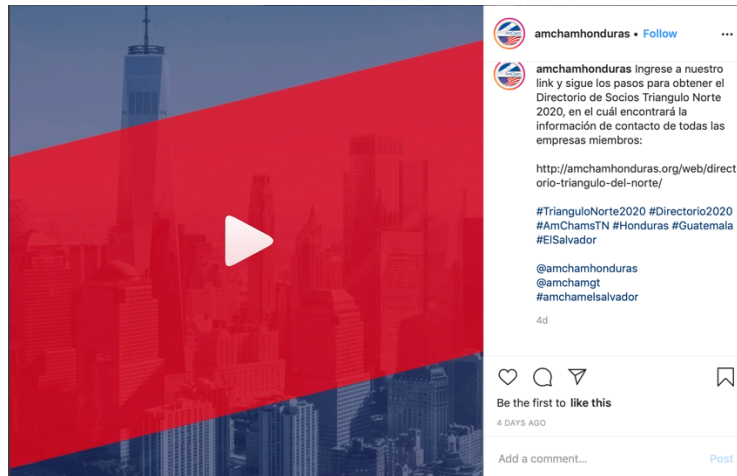 amchamhonduras • Follow
amchamhonduras Ingrese a nuestro
link y sigue los pasos para obtener el
Directorio de Socios Triangulo Norte
2020, en el cuál encontrará la
información de contacto de todas las
empresas miembros:
http://amchamhonduras.org/web/direct
orio-triangulo-del-norte/
#TrianguloNorte2020 #Directorio2020
#AmChamsTN #Honduras #Guatemala
#ElSalvador
@amchamhonduras
@amchamgt
#amchamelsalvador
4d
Be the first to like this
4 DAYS AGO
Add a comment...
Post